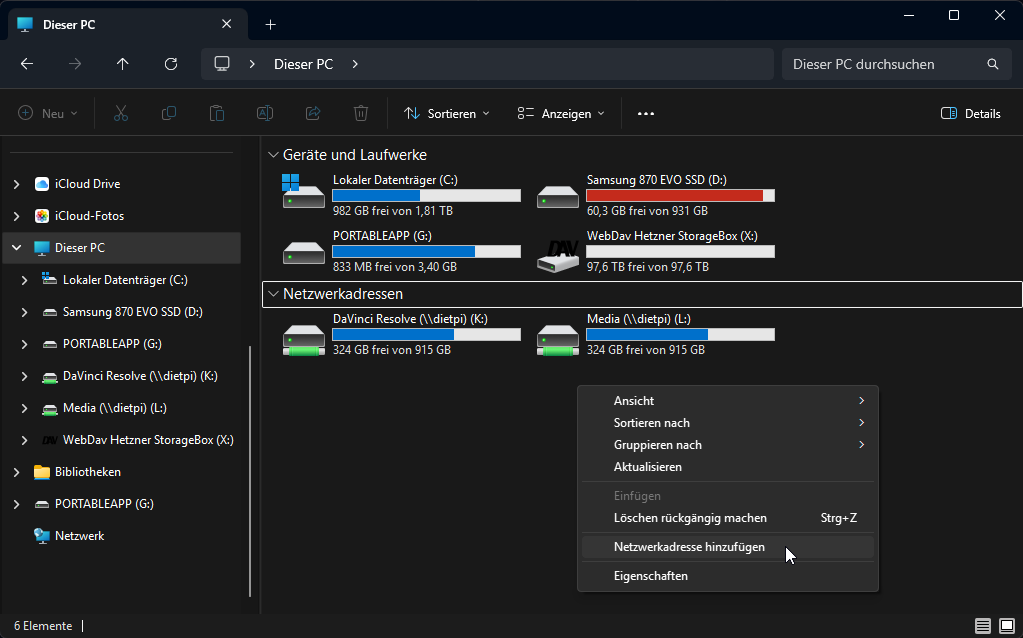 Dieser PC
Dieser PC
Dieser PC durchsuchen
Neu
Sortieren
Anzeigen
Details
iCloud Drive
iCloud-Fotos
Dieser PC
Lokaler Datenträger (C:)
Samsung 870 EVO SSD (D:)
PORTABLEAPP (G:)
DaVinci Resolve (\\dietpi) (K:)
Media (\\dietpi) (L:)
DAV WebDav Hetzner StorageBox (X:)
Bibliotheken
PORTABLEAPP (G:)
Netzwerk
Geräte und Laufwerke
Lokaler Datenträger (C:)
982 GB frei von 1,81 TB
Samsung 870 EVO SSD (D:)
60,3 GB frei von 931 GB
PORTABLEAPP (G:)
833 MB frei von 3,40 GB
DAV
WebDav Hetzner StorageBox (X:)
97,6 TB frei von 97,6 TB
Netzwerkadressen
DaVinci Resolve (\\dietpi) (K:)
324 GB frei von 915 GB
Media (\\dietpi) (L:)
324 GB frei von 915 GB
Ansicht
Sortieren nach
Gruppieren nach
Aktualisieren
Einfügen
Löschen rückgängig machen Strg+Z
Netzwerkadresse hinzufügen
Eigenschaften
6 Elemente